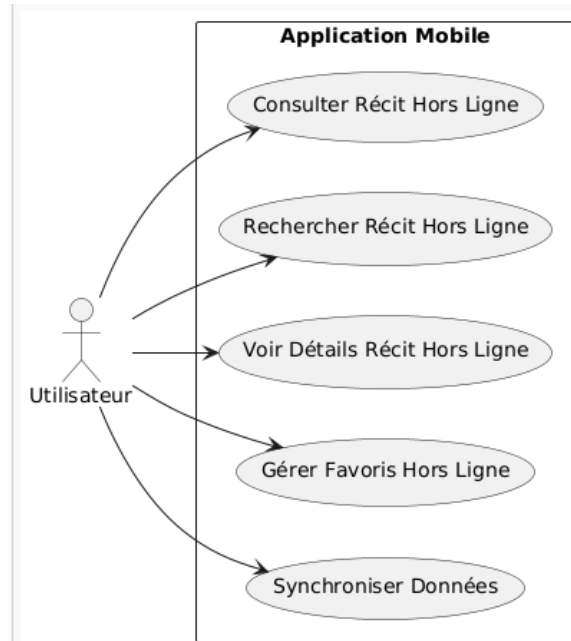 Application Mobile
Consulter Récit Hors Ligne
Rechercher Récit Hors Ligne
Voir Détails Récit Hors Ligne
Utilisateur
Gérer Favoris Hors Ligne
Synchroniser Données